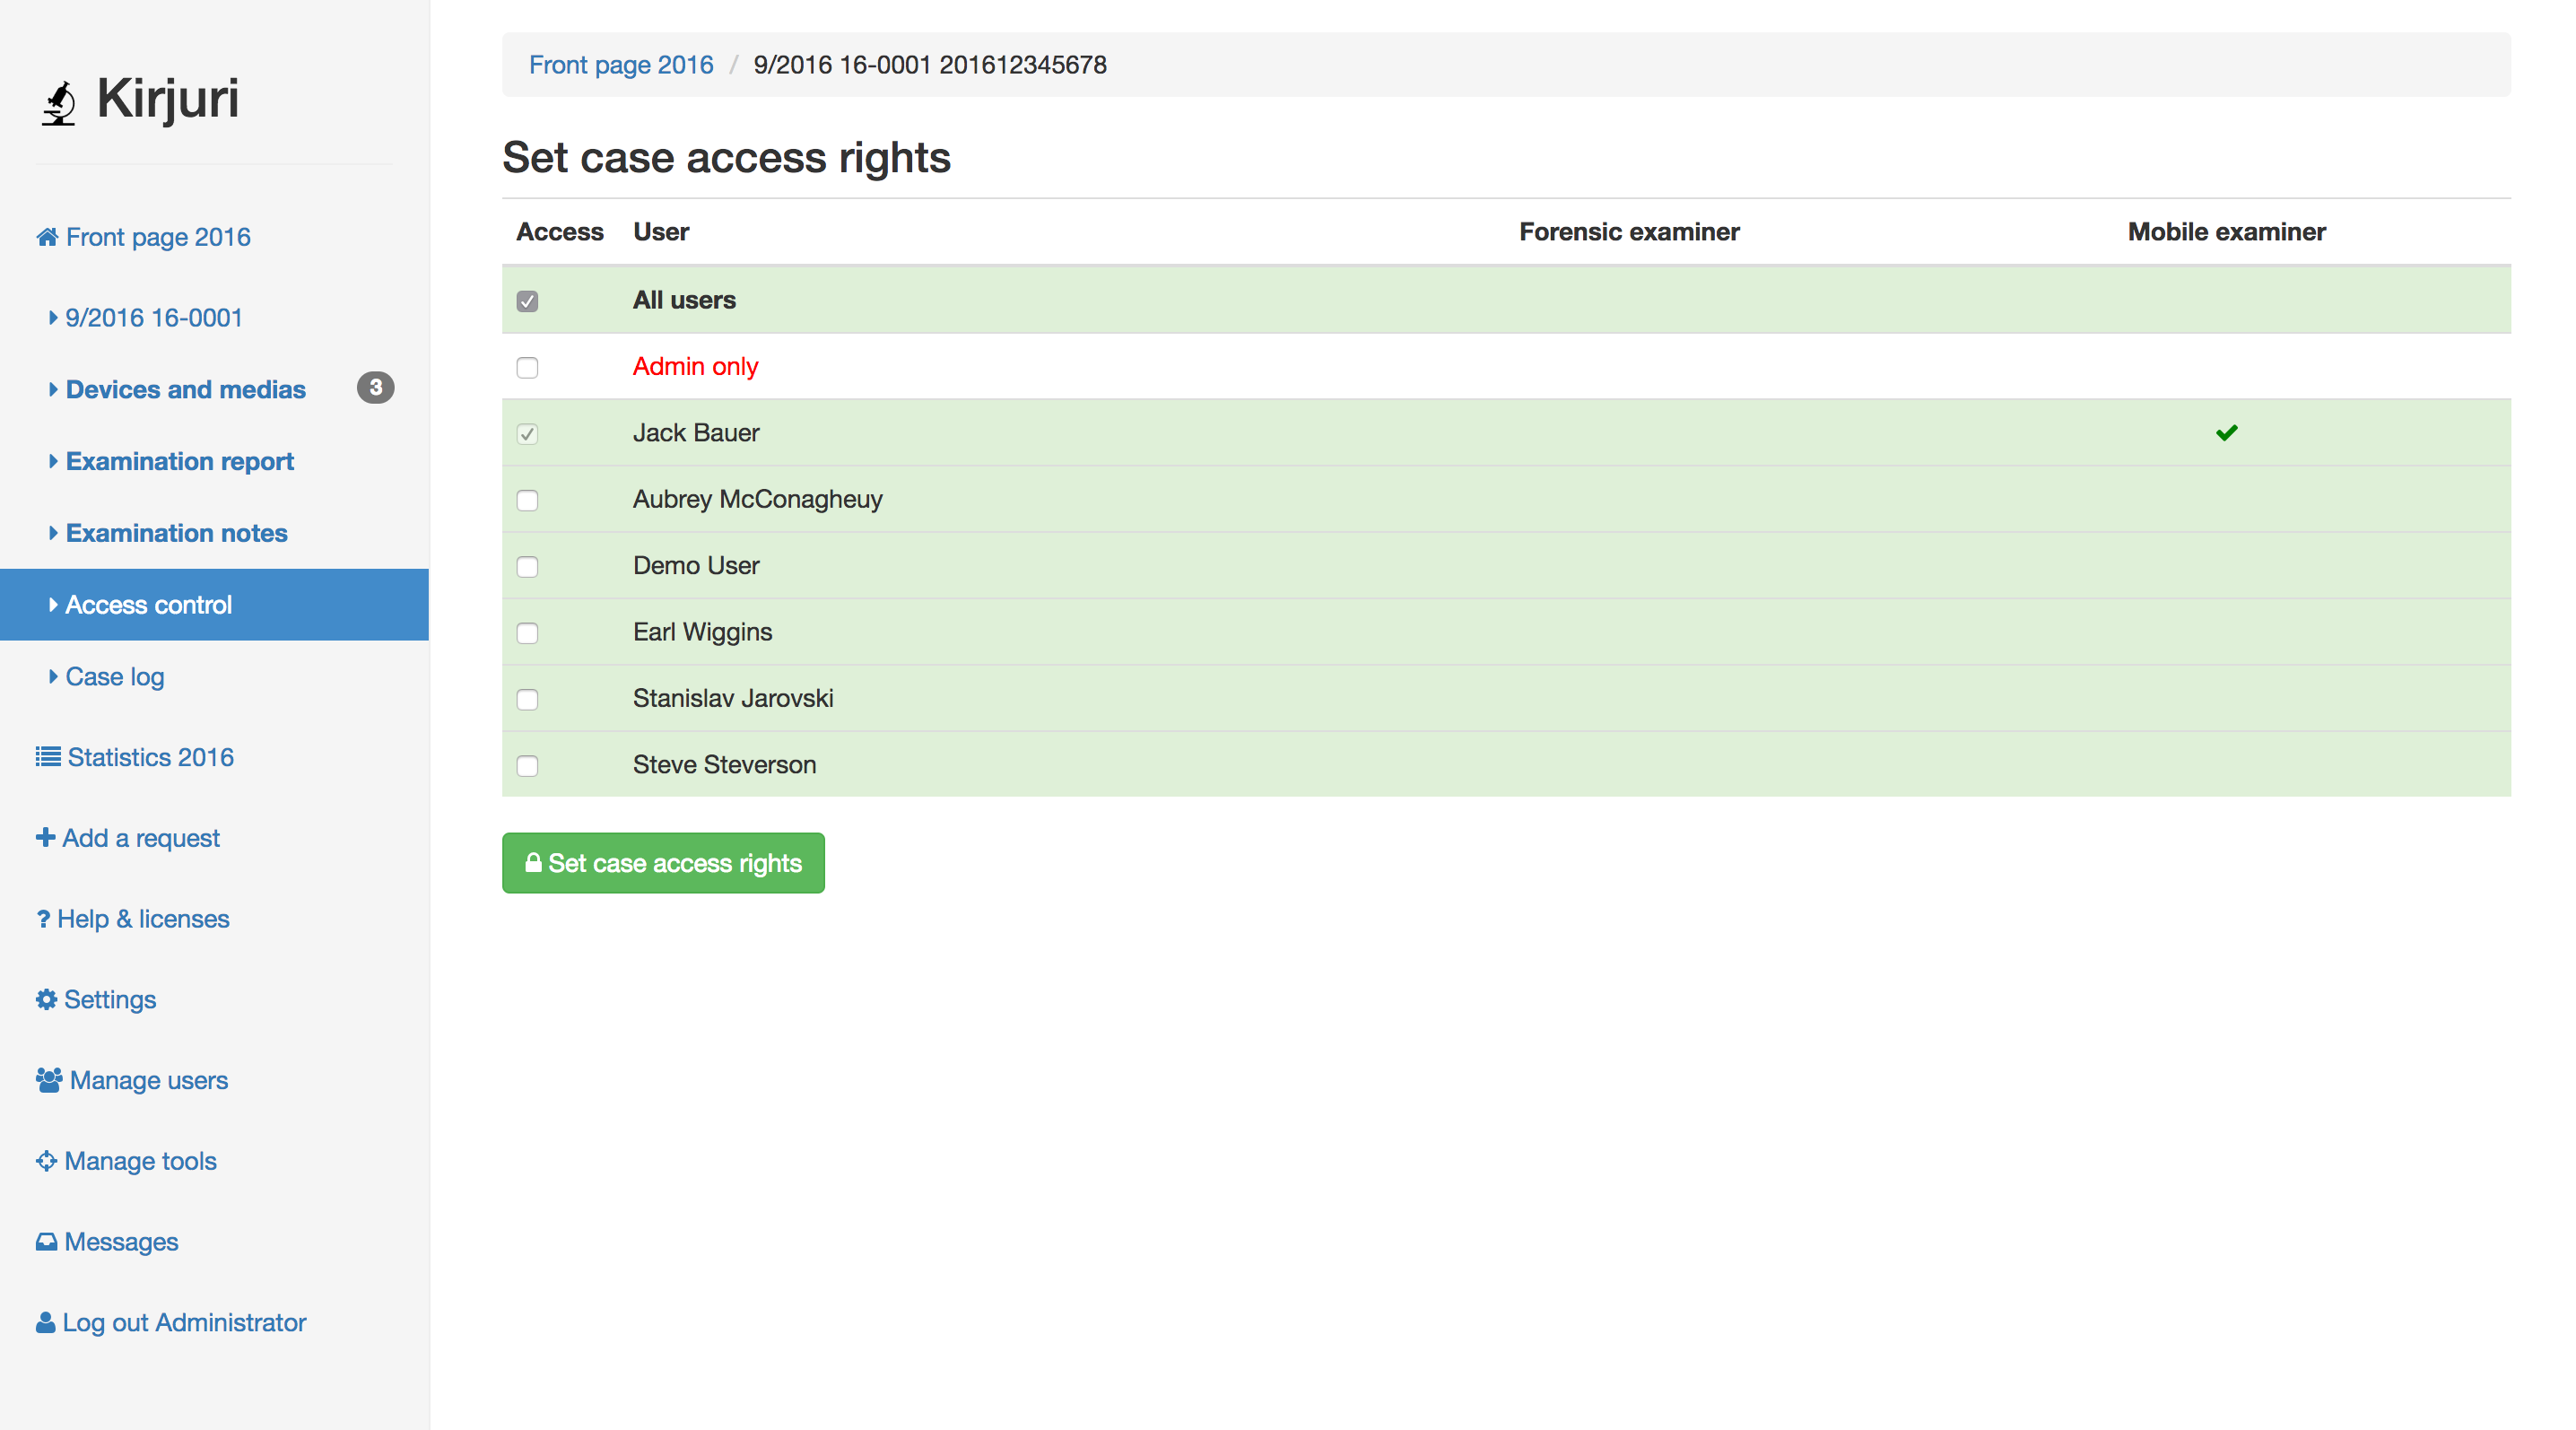 Kirjuri
Front page 2016
9/2016 16-0001
Devices and medias 3
Examination report
Examination notes
Access control
Case log
Statistics 2016
Add a request
? Help & licenses
Settings
Manage users
Manage tools
Messages
Log out Administrator
Front page 2016 / 9/2016 16-0001 201612345678
Set case access rights
Access User Forensic examiner Mobile examiner
All users
Admin only
Jack Bauer
Aubrey McConagheuy
Demo User
Earl Wiggins
Stanislav Jarovski
Steve Steverson
Set case access rights